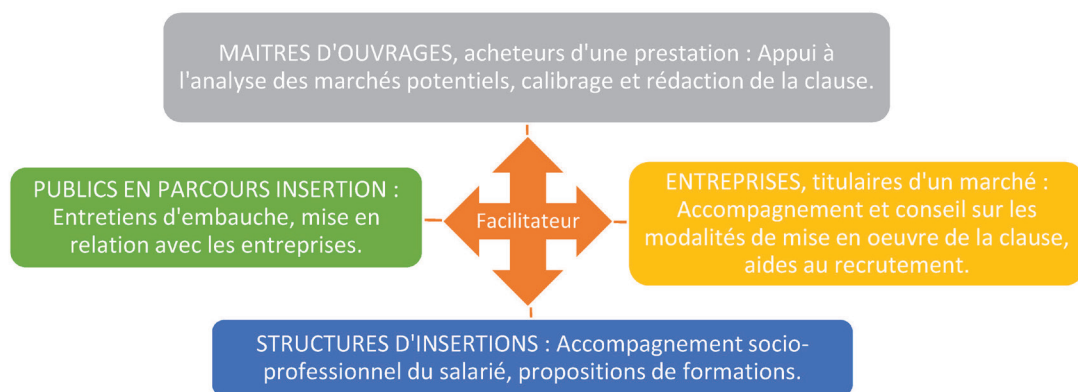 MAITRES D'OUVRAGES, acheteurs d'une prestation : Appui à
l'analyse des marchés potentiels, calibrage et rédaction de la clause.
PUBLICS EN PARCOURS INSERTION :
Entretiens d'embauche, mise en
relation avec les entreprises.
Facilitateur
ENTREPRISES, titulaires d'un marché :
Accompagnement et conseil sur les
modalités de mise en oeuvre de la clause,
aides au recrutement.
STRUCTURES D'INSERTIONS : Accompagnement socio-
professionnel du salarié, propositions de formations.